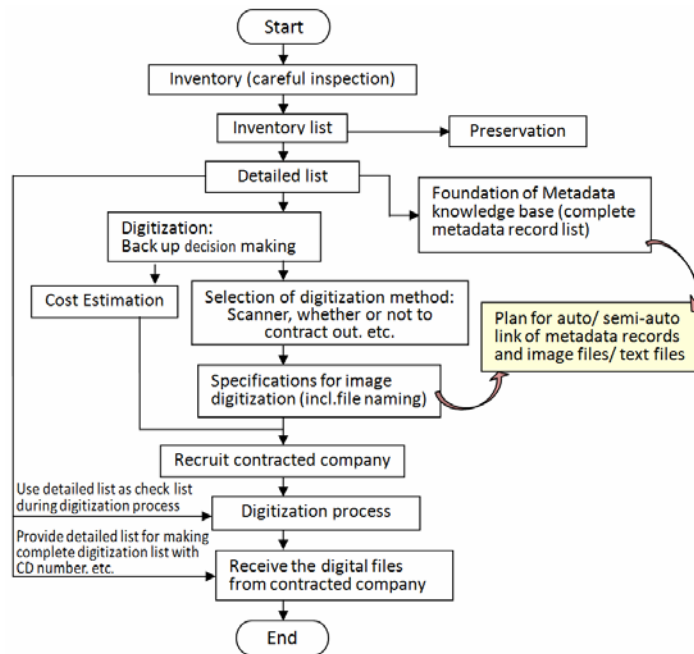 Start
Inventory (careful inspection)
Inventory list
Preservation
Detailed list
Foundation of Metadata
knowledge base (complete
metadata record list)
Digitization:
Back up decision making
Cost Estimation
Selection of digitization method:
Scanner, whether or not to
contract out. etc.
Plan for auto/ semi-auto
link of metadata records
and image files/ text files
Specifications for image
digitization (incl.file naming)
Recruit contracted company
Use detailed list as check list
during digitization process
Digitization process
Provide detailed list for making
complete digitization list with
CD number. etc.
Receive the digital files
from contracted company
End